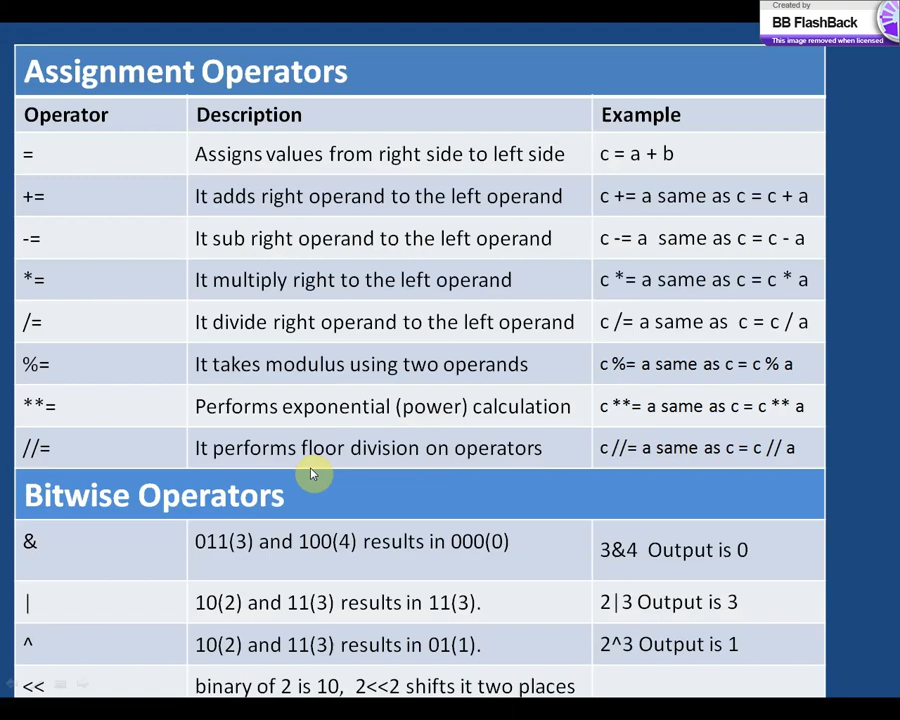 Created by
BB FlashBack
This image removed when licensed
Assignment Operators
Operator Description Example
= Assigns values from right side to left side c = a + b
+= It adds right operand to the left operand c += a same as c = c + a
-= It sub right operand to the left operand c -= a same as c = c - a
*= It multiply right to the left operand c *= a same as c = c * a
/= It divide right operand to the left operand c /= a same as c = c / a
%= It takes modulus using two operands c %= a same as c = c % a
**= Performs exponential (power) calculation c **= a same as c = c ** a
//= It performs floor division on operators c //= a same as c = c // a
Bitwise Operators
& 011(3) and 100(4) results in 000(0) 3&4 Output is 0
| 10(2) and 11(3) results in 11(3). 2|3 Output is 3
^ 10(2) and 11(3) results in 01(1). 2^3 Output is 1
<< binary of 2 is 10, 2<<2 shifts it two places